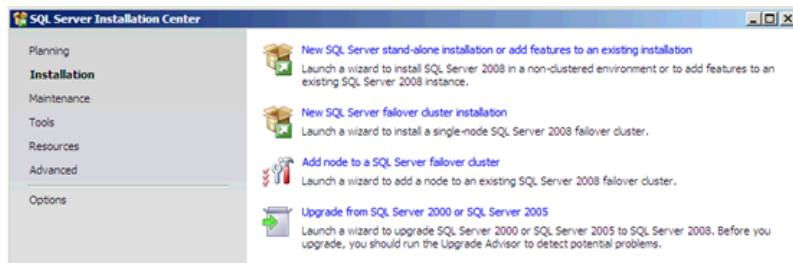 SQL Server Installation Center
Planning
Installation
Maintenance
Tools
Resources
Advanced
Options
New SQL Server stand-alone installation or add features to an existing installation
Launch a wizard to install SQL Server 2008 in a non-clustered environment or to add features to an
existing SQL Server 2008 instance.
New SQL Server failover cluster installation
Launch a wizard to install a single-node SQL Server 2008 failover cluster.
Add node to a SQL Server failover cluster
Launch a wizard to add a node to an existing SQL Server 2008 failover cluster.
Upgrade from SQL Server 2000 or SQL Server 2005
Launch a wizard to upgrade SQL Server 2000 or SQL Server 2005 to SQL Server 2008. Before you
upgrade, you should run the Upgrade Advisor to detect potential problems.